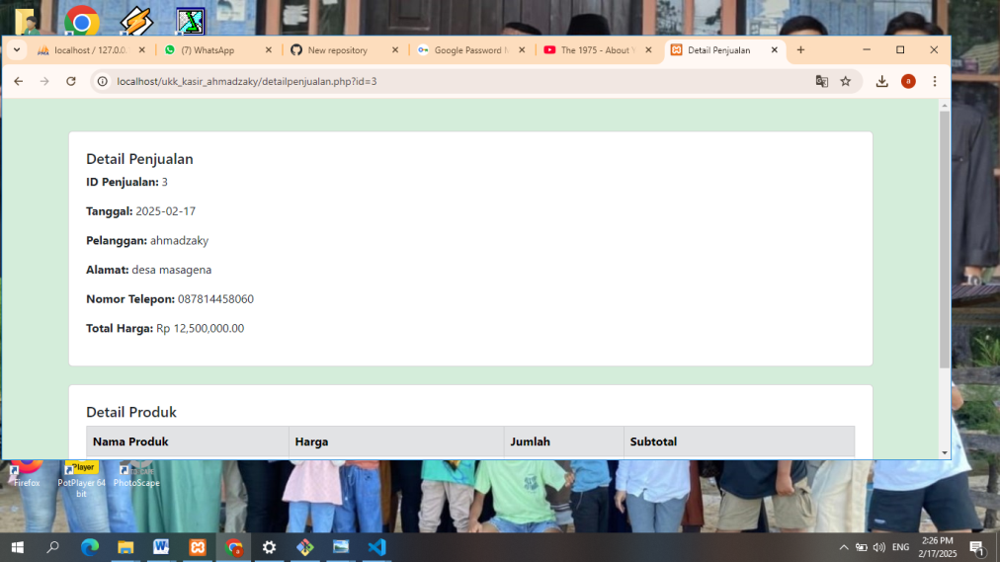 localhost / 127.0.0.
(7) WhatsApp
New repository
Google Password
The 1975 - About
Detail Penjualan
localhost/ukk_kasir_ahmadzaky/detailpenjualan.php?id=3
a
Detail Penjualan
ID Penjualan: 3
Tanggal: 2025-02-17
Pelanggan: ahmadzaky
Alamat: desa masagena
Nomor Telepon: 087814458060
Total Harga: Rp 12,500,000.00
Detail Produk
Nama Produk Harga Jumlah Subtotal
Player
Firefox
PotPlayer 64 bit
PhotoScape
ENG
2:26 PM
2/17/2025
1